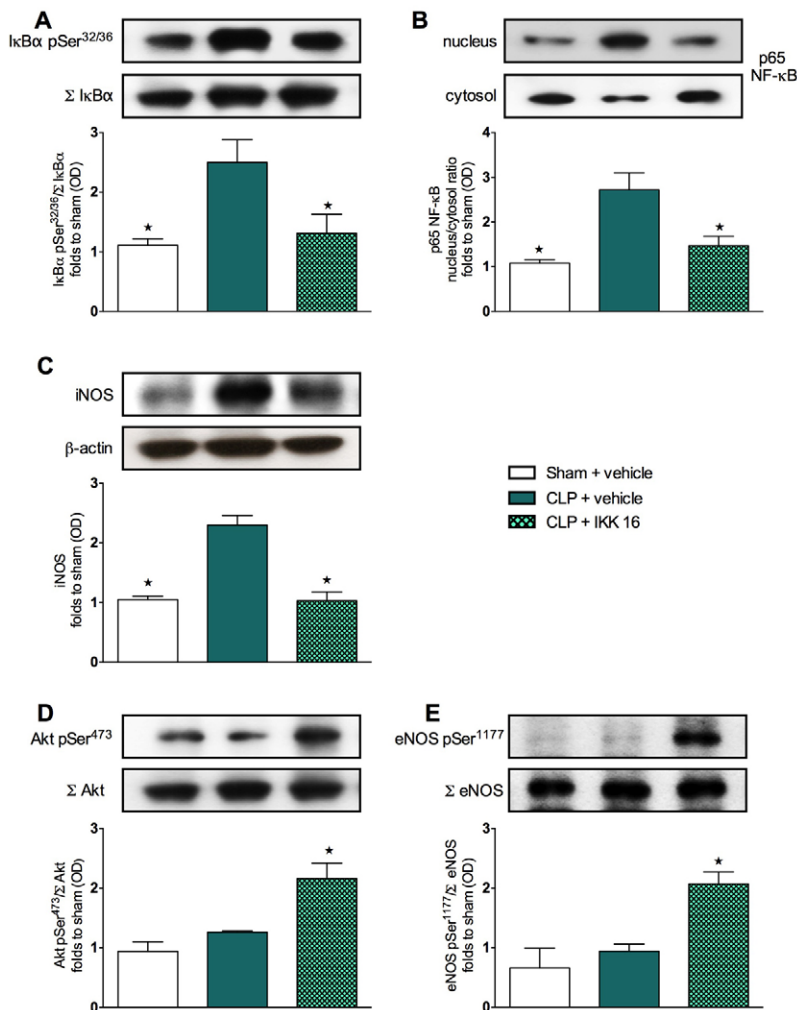 A
IκBα pSer32/36
Σ IκBα
3
2
1
0
IκBα pSer32/36/Σ IκBα
folds to sham (OD)
★
★
B
nucleus
cytosol
p65
NF-κB
4
3
2
1
0
p65 NF-κB
nucleus/cytosol ratio
folds to sham (OD)
★
★
C
iNOS
β-actin
3
2
1
0
iNOS
folds to sham (OD)
★
★
Sham + vehicle
CLP + vehicle
CLP + IKK 16
D
Akt pSer473
Σ Akt
3
2
1
0
Akt pSer473/Σ Akt
folds to sham (OD)
★
E
eNOS pSer1177
Σ eNOS
3
2
1
0
eNOS pSer1177/Σ eNOS
folds to sham (OD)
★